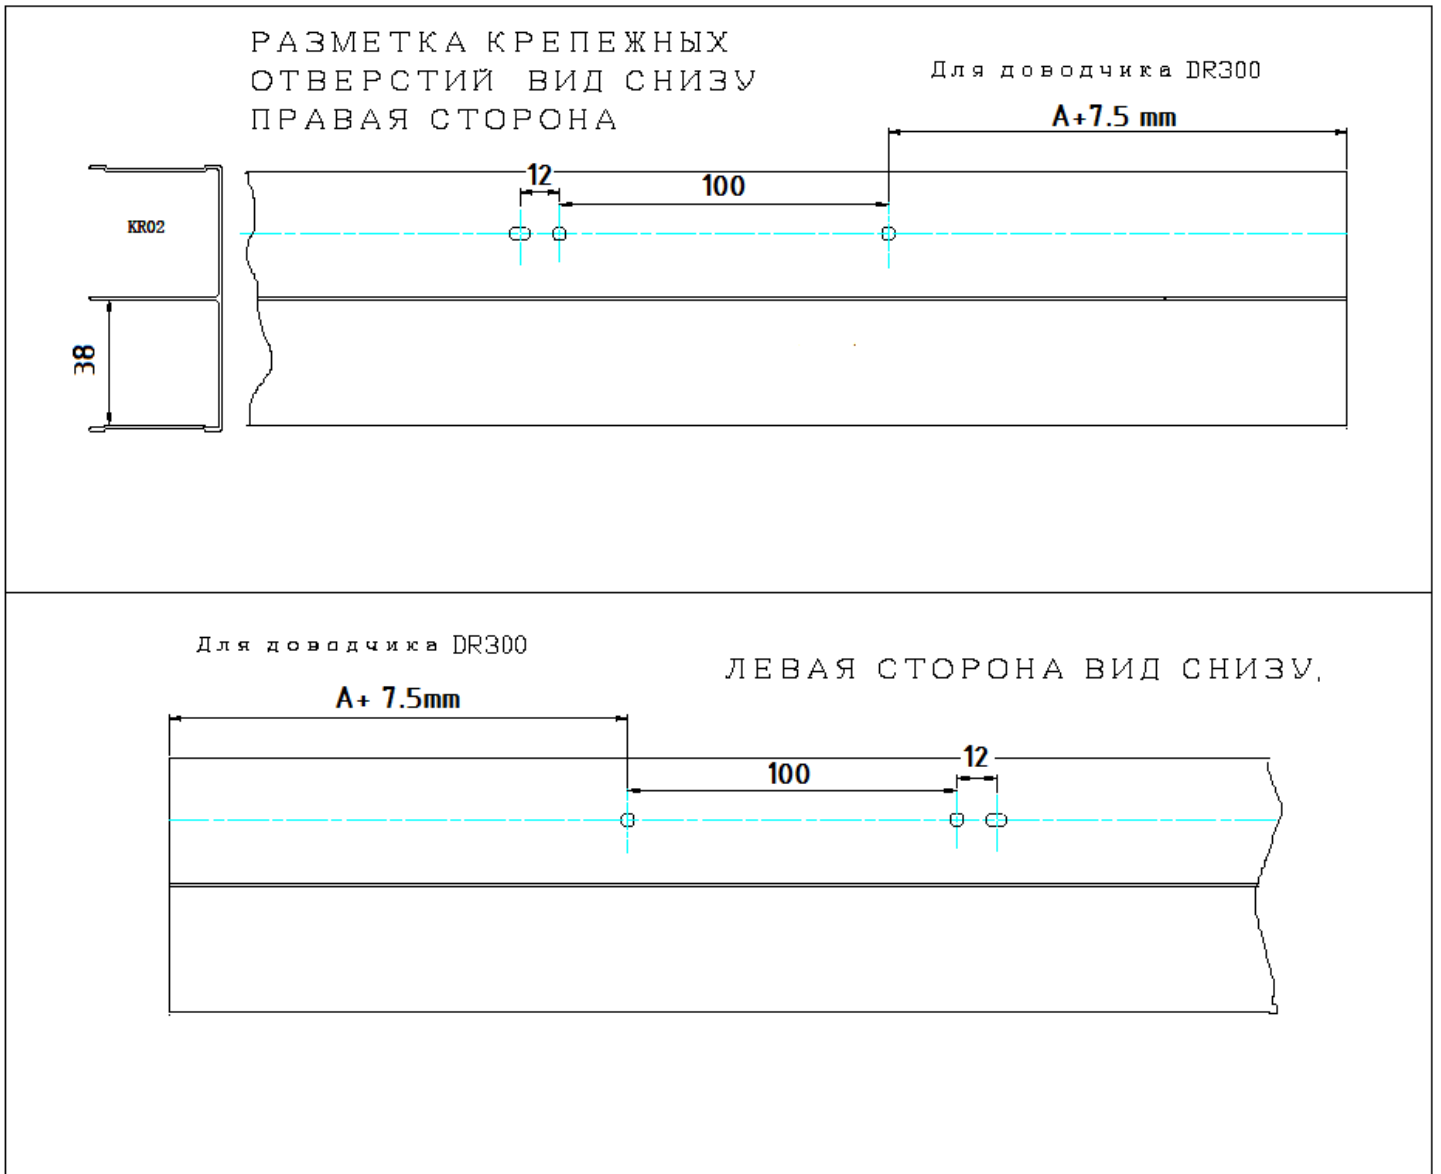 РАЗМЕТКА КРЕПЕЖНЫХ
ОТВЕРСТИЙ ВИД СНИЗУ
ПРАВАЯ СТОРОНА
Для доводчика DR300
A+7.5 mm
12
100
KR02
38
Для доводчика DR300
ЛЕВАЯ СТОРОНА ВИД СНИЗУ.
A+ 7.5mm
12
100